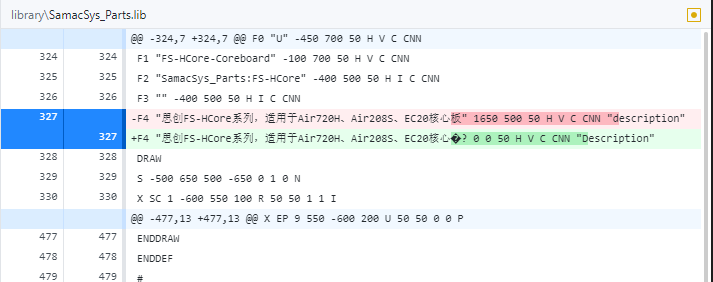 library\SamacSys_Parts.lib
@@ -324,7 +324,7 @@ F0 "U" -450 700 50 H V C CNN
324 324 F1 "FS-HCore-Coreboard" -100 700 50 H V C CNN
325 325 F2 "SamacSys_Parts:FS-HCore" -400 500 50 H I C CNN
326 326 F3 "" -400 500 50 H I C CNN
327 -F4 "思创FS-HCore系列，适用于Air720H、Air208S、EC20核心板" 1650 500 50 H V C CNN "description"
327 +F4 "思创FS-HCore系列，适用于Air720H、Air208S、EC20核心�? 0 0 50 H V C CNN "Description"
328 328 DRAW
329 329 S -500 650 500 -650 0 1 0 N
330 330 X SC 1 -600 550 100 R 50 50 1 1 I
@@ -477,13 +477,13 @@ X EP 9 550 -600 200 U 50 50 0 0 P
477 477 ENDDRAW
478 478 ENDDEF
479 479 #